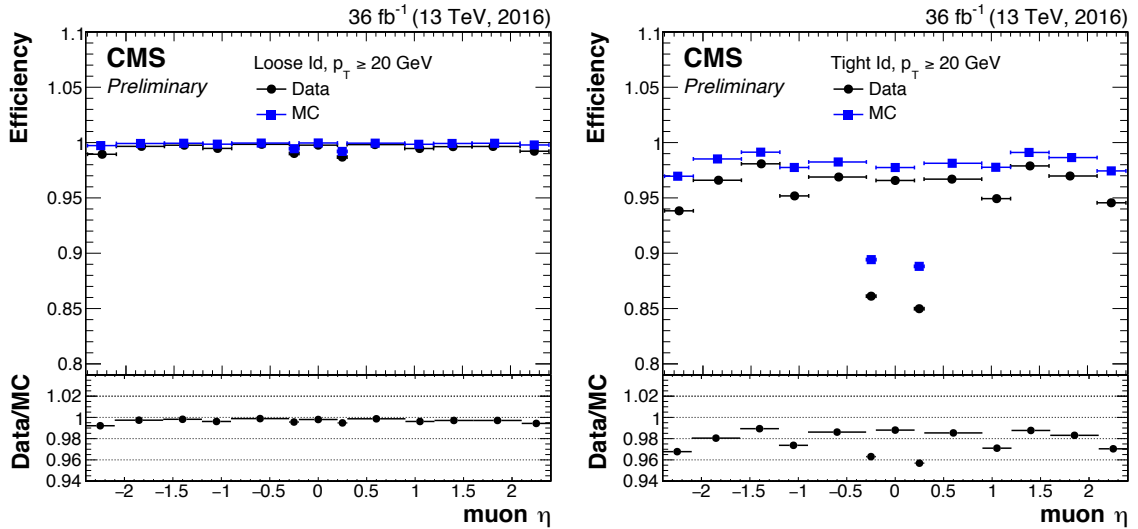 36 fb⁻¹ (13 TeV, 2016)
1.1
CMS
Preliminary
Loose Id, p_T ≥ 20 GeV
Data
MC
Efficiency
1.05
1
0.95
0.9
0.85
0.8
Data/MC
1.02
1
0.98
0.96
0.94
−2 −1.5 −1 −0.5 0 0.5 1 1.5 2
muon η
36 fb⁻¹ (13 TeV, 2016)
1.1
CMS
Preliminary
Tight Id, p_T ≥ 20 GeV
Data
MC
Efficiency
1.05
1
0.95
0.9
0.85
0.8
Data/MC
1.02
1
0.98
0.96
0.94
−2 −1.5 −1 −0.5 0 0.5 1 1.5 2
muon η